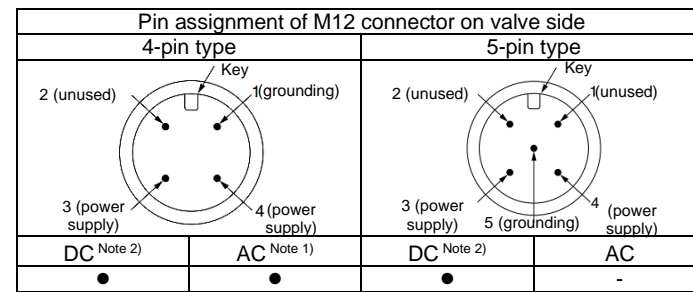 Pin assignment of M12 connector on valve side
4-pin type
5-pin type
Key
2 (unused)
1(grounding)
3 (power
supply)
4 (power
supply)
Key
2 (unused)
1(unused)
3 (power
supply)
5 (grounding)
4 (power
supply)
DC Note 2)
AC Note 1)
DC Note 2)
AC
●
●
●
-